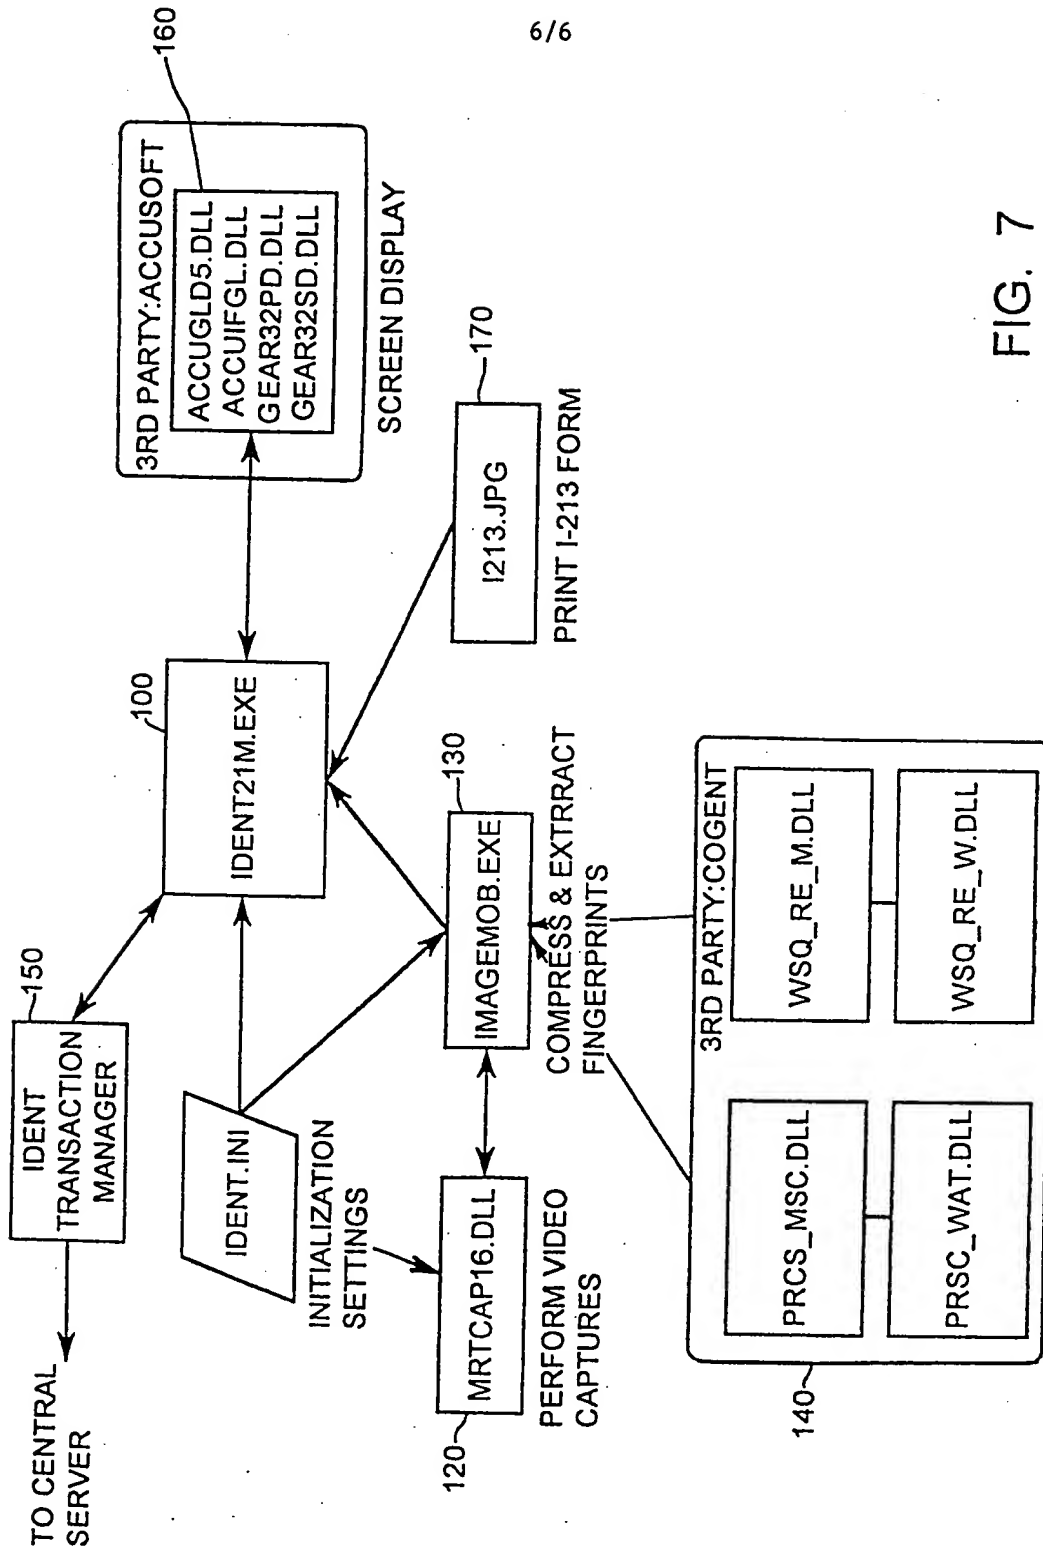 6/6
TO CENTRAL
SERVER
150
IDENT
TRANSACTION
MANAGER
100
IDENT21M.EXE
160
3RD PARTY:ACCUSOFT
ACCUGLD5.DLL
ACCUIFGL.DLL
GEAR32PD.DLL
GEAR32SD.DLL
SCREEN DISPLAY
IDENT.INI
INITIALIZATION
SETTINGS
170
I213.JPG
PRINT I-213 FORM
120
MRTCAP16.DLL
PERFORM VIDEO
CAPTURES
130
IMAGEMOB.EXE
COMPRESS & EXTRRACT
FINGERPRINTS
140
3RD PARTY:COGENT
PRCS_MSC.DLL
PRSC_WAT.DLL
WSQ_RE_M.DLL
WSQ_RE_W.DLL
FIG. 7